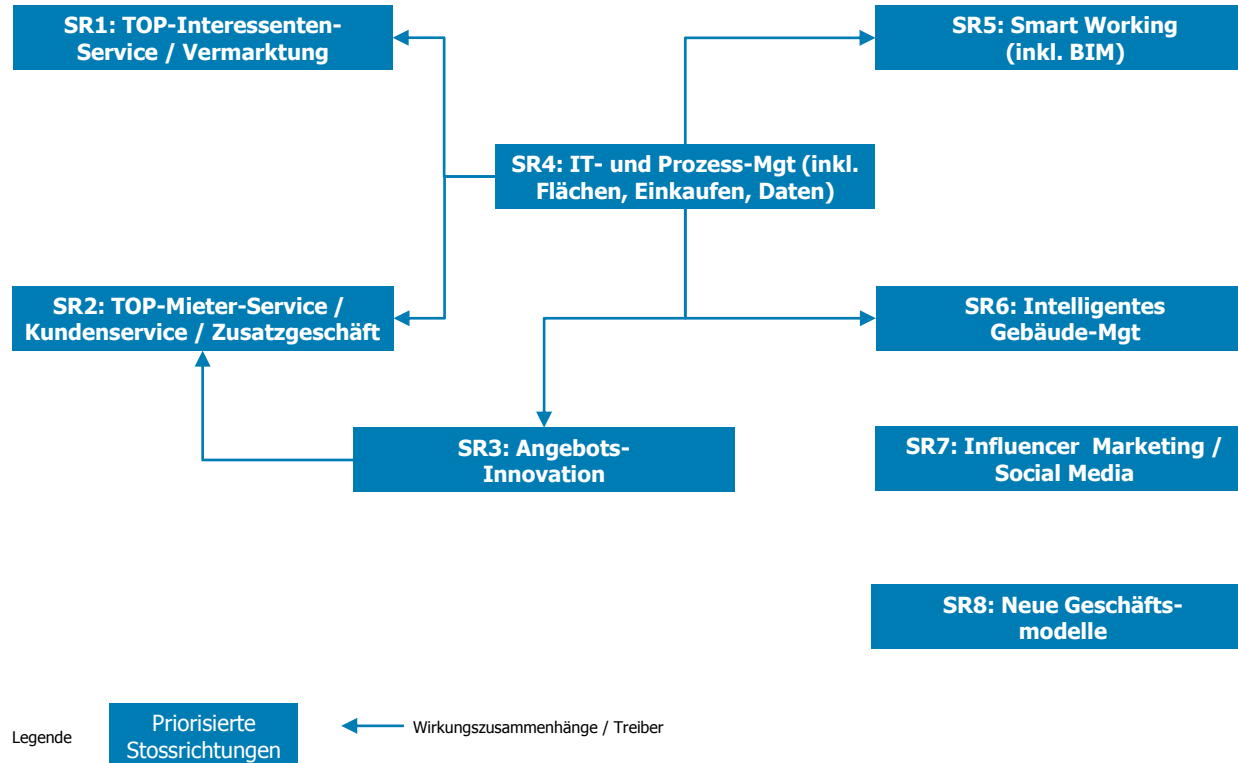 SR1: TOP-Interessenten-
Service / Vermarktung
SR5: Smart Working
(inkl. BIM)
SR4: IT- und Prozess-Mgt (inkl.
Flächen, Einkaufen, Daten)
SR2: TOP-Mieter-Service /
Kundenservice / Zusatzgeschäft
SR6: Intelligentes
Gebäude-Mgt
SR3: Angebots-
Innovation
SR7: Influencer Marketing /
Social Media
SR8: Neue Geschäfts-
modelle
Legende
Priorisierte
Stossrichtungen
Wirkungszusammenhänge / Treiber